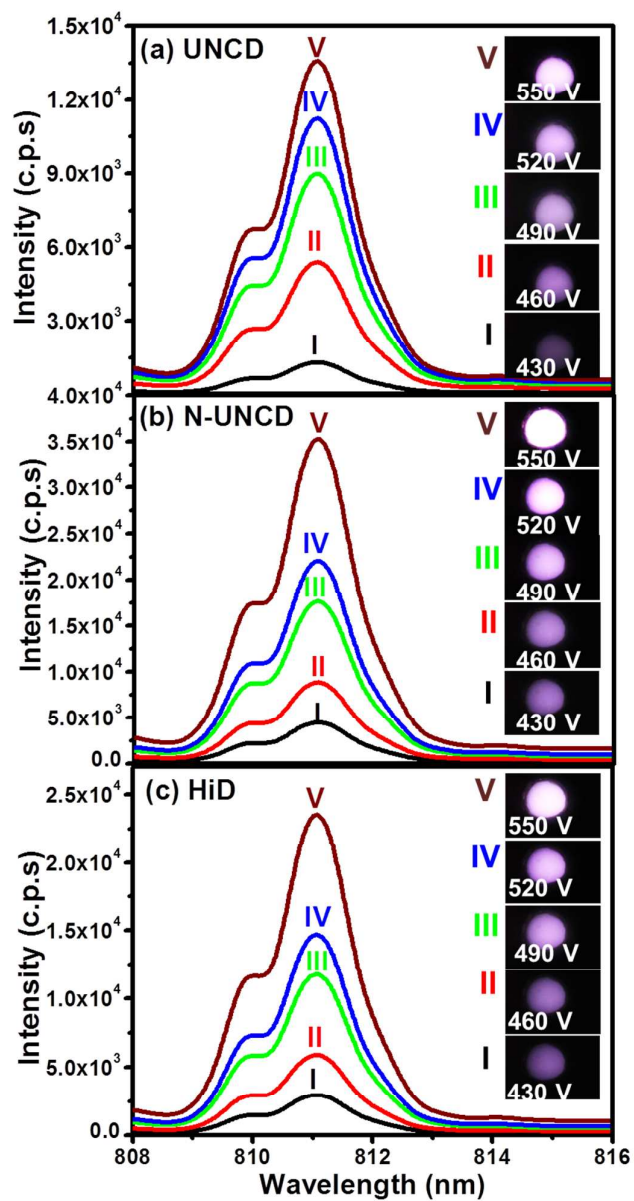 (a) UNCD
Intensity (c.p.s)
1.5x10⁴
1.2x10⁴
9.0x10³
6.0x10³
3.0x10³
V
IV
III
II
I
V
550 V
IV
520 V
III
490 V
II
460 V
I
430 V
(b) N-UNCD
Intensity (c.p.s)
4.0x10⁴
3.5x10⁴
3.0x10⁴
2.5x10⁴
2.0x10⁴
1.5x10⁴
1.0x10⁴
5.0x10³
0.0
V
IV
III
II
I
V
550 V
IV
520 V
III
490 V
II
460 V
I
430 V
(c) HiD
Intensity (c.p.s)
2.5x10⁴
2.0x10⁴
1.5x10⁴
1.0x10⁴
5.0x10³
0.0
V
IV
III
II
I
V
550 V
IV
520 V
III
490 V
II
460 V
I
430 V
808 810 812 814 816
Wavelength (nm)